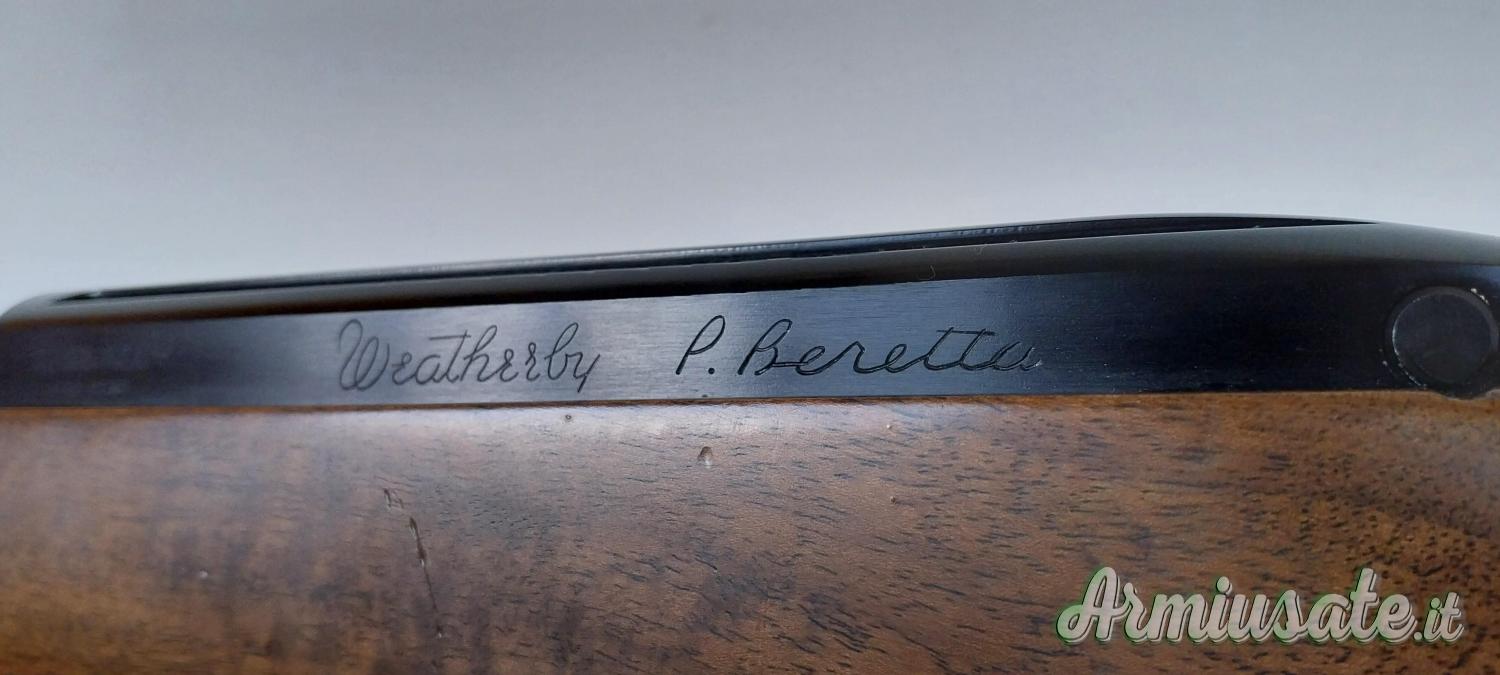 Weatherby P. Beretta
Armiusate.it